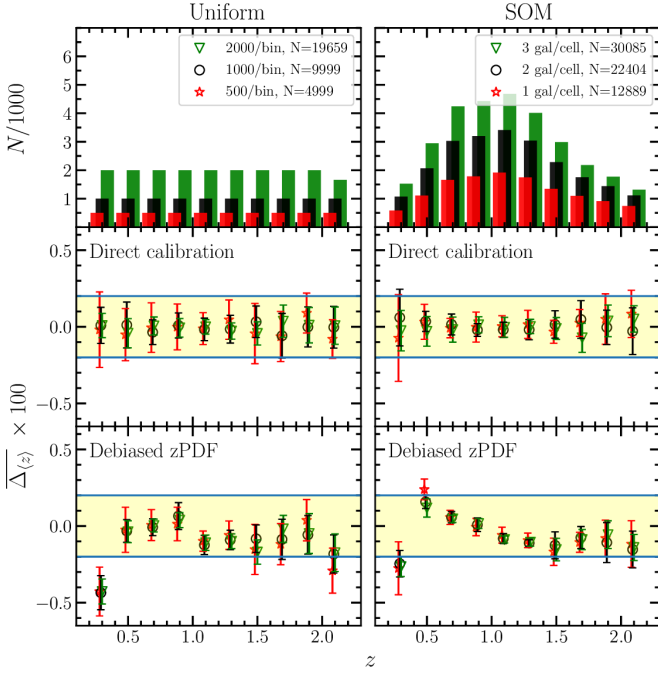 Uniform
SOM
2000/bin, N=19659
1000/bin, N=9999
500/bin, N=4999
3 gal/cell, N=30085
2 gal/cell, N=22404
1 gal/cell, N=12889
N/1000
6
5
4
3
2
1
Direct calibration
Direct calibration
0.5
0.0
−0.5
Debiased zPDF
Debiased zPDF
0.5
0.0
−0.5
Δ⟨z⟩ × 100
0.5 1.0 1.5 2.0
0.5 1.0 1.5 2.0
z